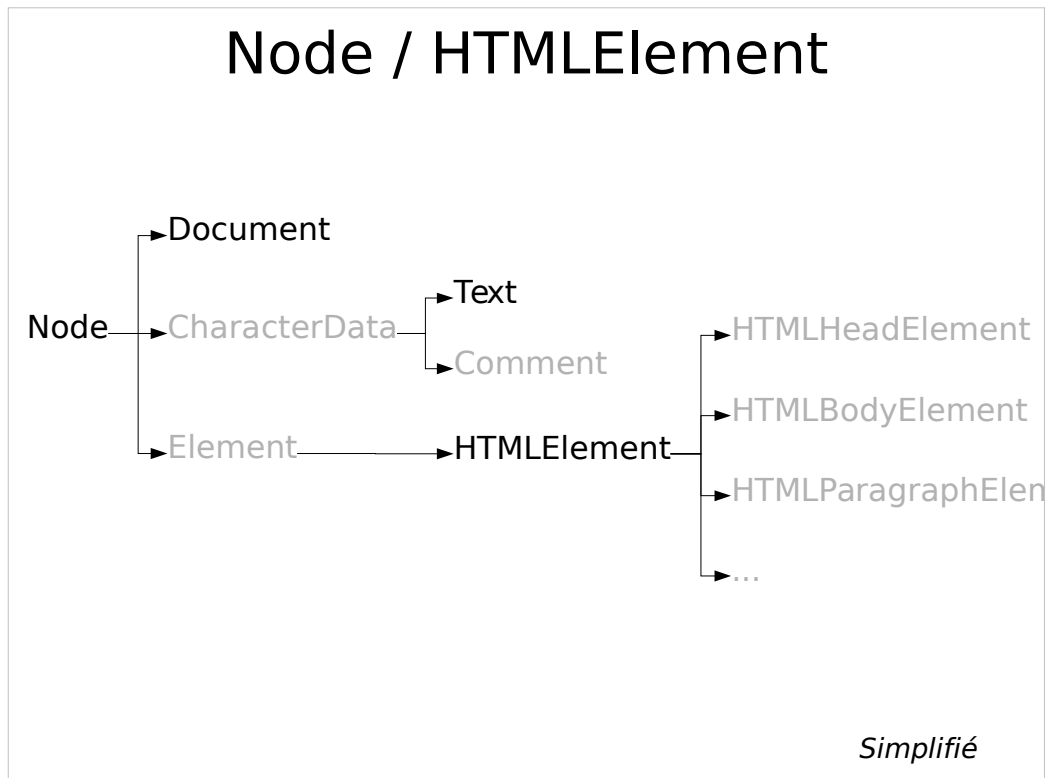 Node / HTMLElement
Document
Text
Node
CharacterData
HTMLHeadElement
Comment
HTMLBodyElement
Element
HTMLElement
HTMLParagraphElem
...
Simplifié